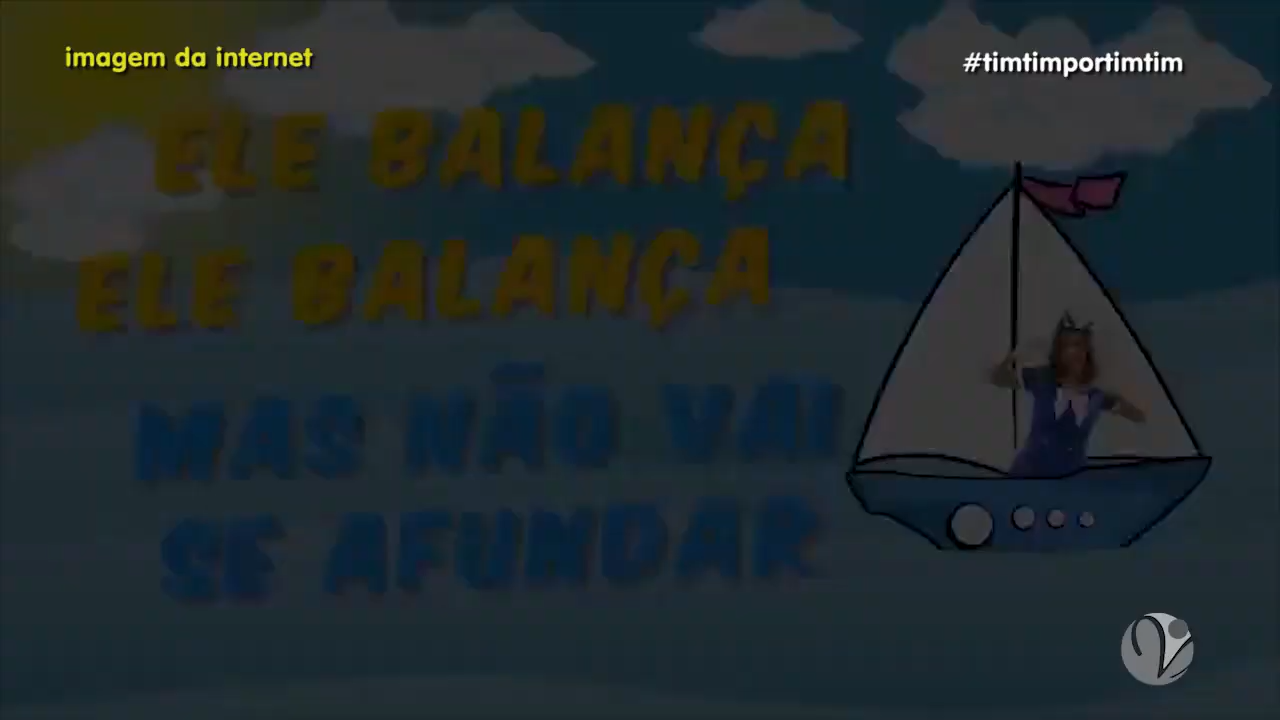 imagem da internet
#timtimportimtim
ELE BALANÇA
ELE BALANÇA
MAS NÃO VAI
SE AFUNDAR